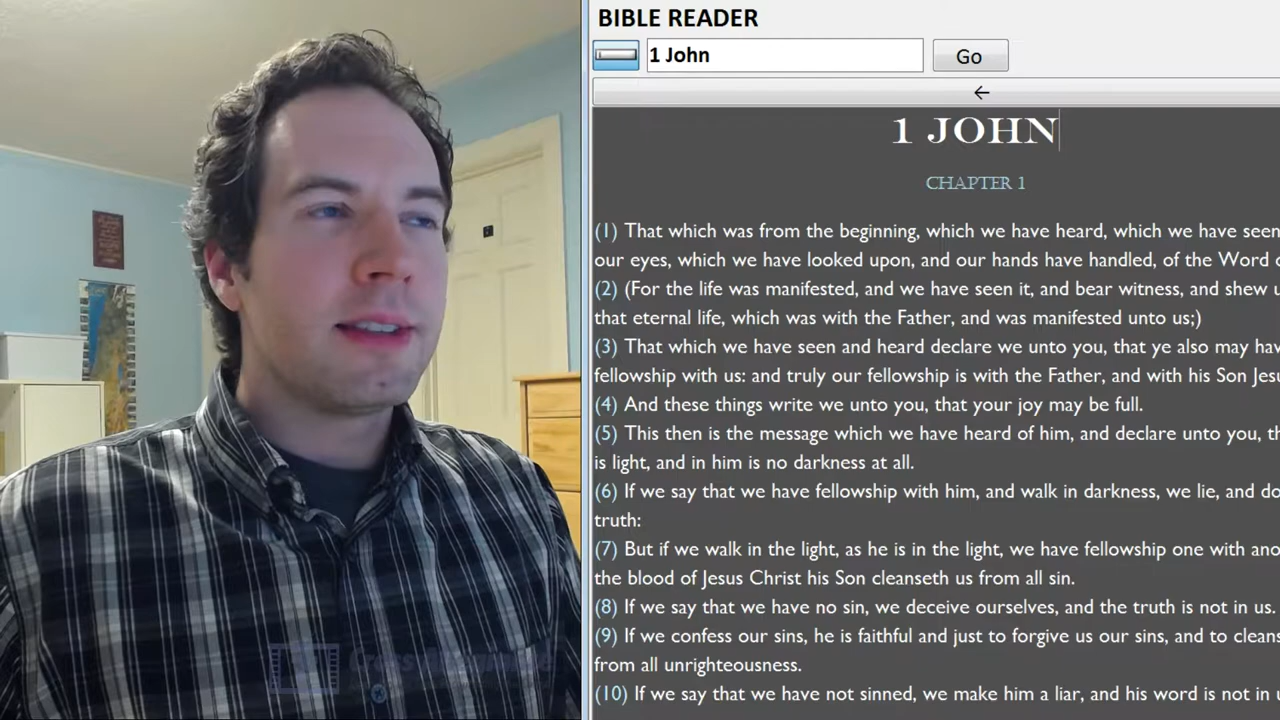 BIBLE READER
1 John
Go
←
1 JOHN
CHAPTER 1
(1) That which was from the beginning, which we have heard, which we have seen
our eyes, which we have looked upon, and our hands have handled, of the Word
(2) (For the life was manifested, and we have seen it, and bear witness, and shew
that eternal life, which was with the Father, and was manifested unto us;)
(3) That which we have seen and heard declare we unto you, that ye also may hav
fellowship with us: and truly our fellowship is with the Father, and with his Son Jesu
(4) And these things write we unto you, that your joy may be full.
(5) This then is the message which we have heard of him, and declare unto you, th
is light, and in him is no darkness at all.
(6) If we say that we have fellowship with him, and walk in darkness, we lie, and do
truth:
(7) But if we walk in the light, as he is in the light, we have fellowship one with ano
the blood of Jesus Christ his Son cleanseth us from all sin.
(8) If we say that we have no sin, we deceive ourselves, and the truth is not in us.
(9) If we confess our sins, he is faithful and just to forgive us our sins, and to cleans
from all unrighteousness.
(10) If we say that we have not sinned, we make him a liar, and his word is not in